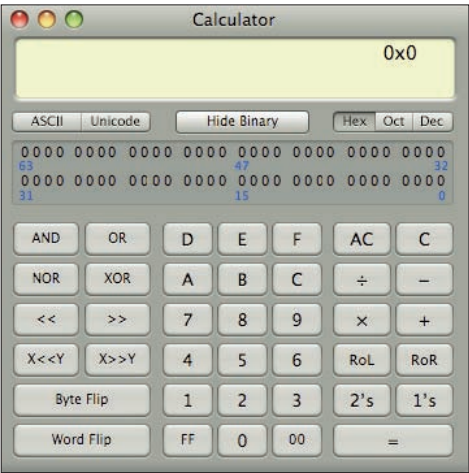 Calculator
0x0
ASCII Unicode Hide Binary Hex Oct Dec
0000 0000 0000 0000 0000 0000 0000 0000
63 47 32
0000 0000 0000 0000 0000 0000 0000 0000
31 15 0
AND OR D E F AC C
NOR XOR A B C ÷ −
<< >> 7 8 9 × +
X<<Y X>>Y 4 5 6 RoL RoR
Byte Flip 1 2 3 2's 1's
Word Flip FF 0 00 =